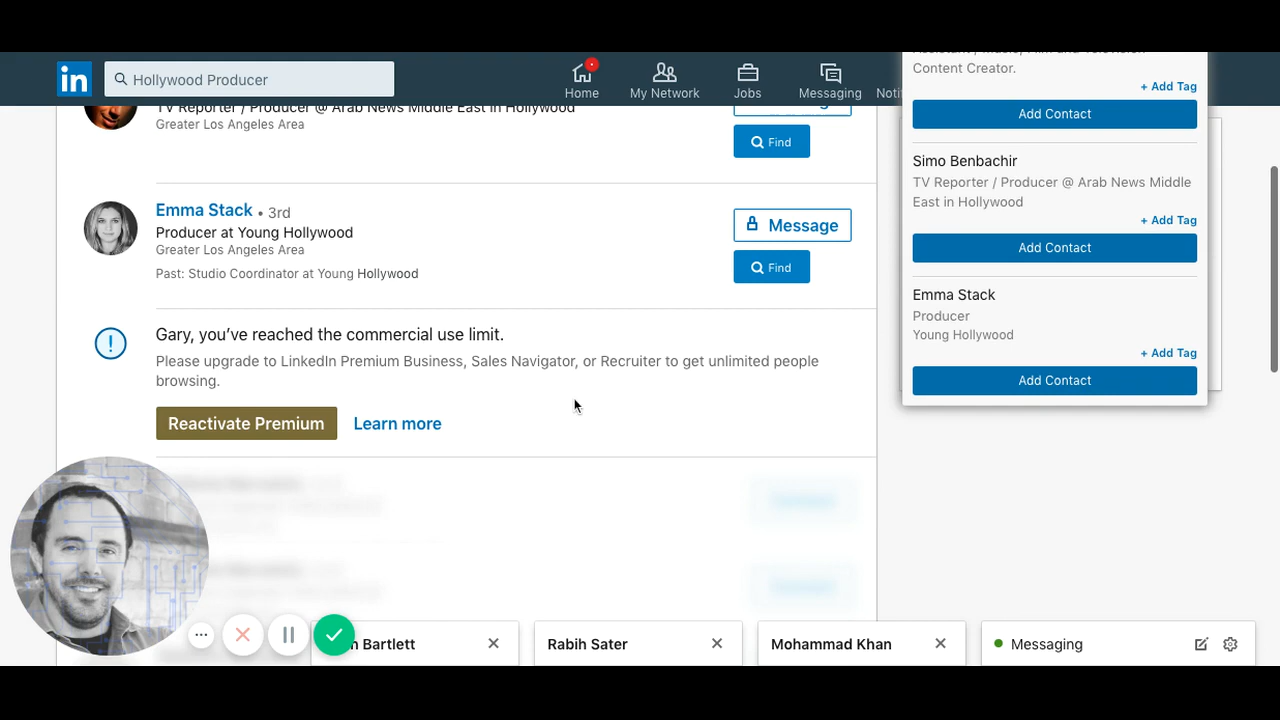 in
Hollywood Producer
Home
My Network
Jobs
Messaging
Content Creator.
+ Add Tag
Add Contact
TV Reporter / Producer @ Arab News Middle East in Hollywood
Greater Los Angeles Area
Find
Simo Benbachir
TV Reporter / Producer @ Arab News Middle
East in Hollywood
+ Add Tag
Add Contact
Emma Stack • 3rd
Producer at Young Hollywood
Greater Los Angeles Area
Past: Studio Coordinator at Young Hollywood
Message
Find
Emma Stack
Producer
Young Hollywood
+ Add Tag
Add Contact
Gary, you've reached the commercial use limit.
Please upgrade to LinkedIn Premium Business, Sales Navigator, or Recruiter to get unlimited people
browsing.
Reactivate Premium
Learn more
Bartlett
Rabih Sater
Mohammad Khan
Messaging